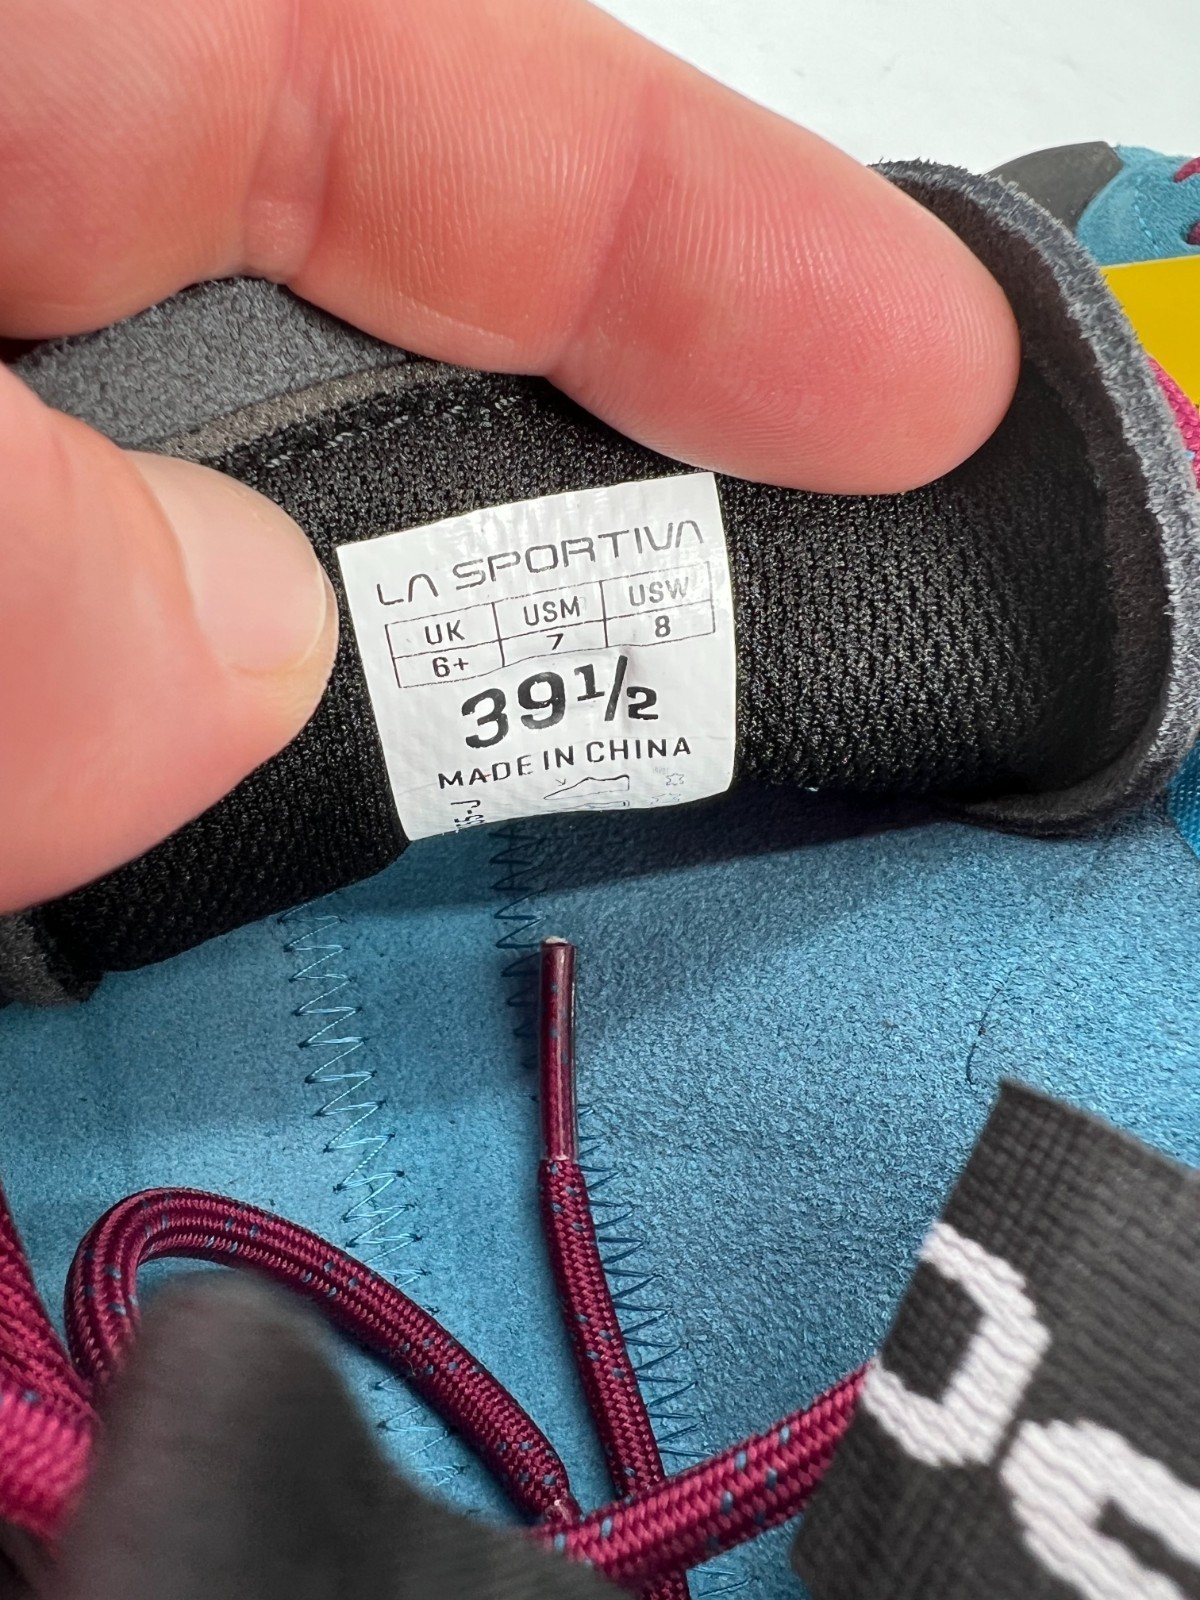 LA SPORTIVA
UK USM USW
6+ 7 8
39½
MADE IN CHINA